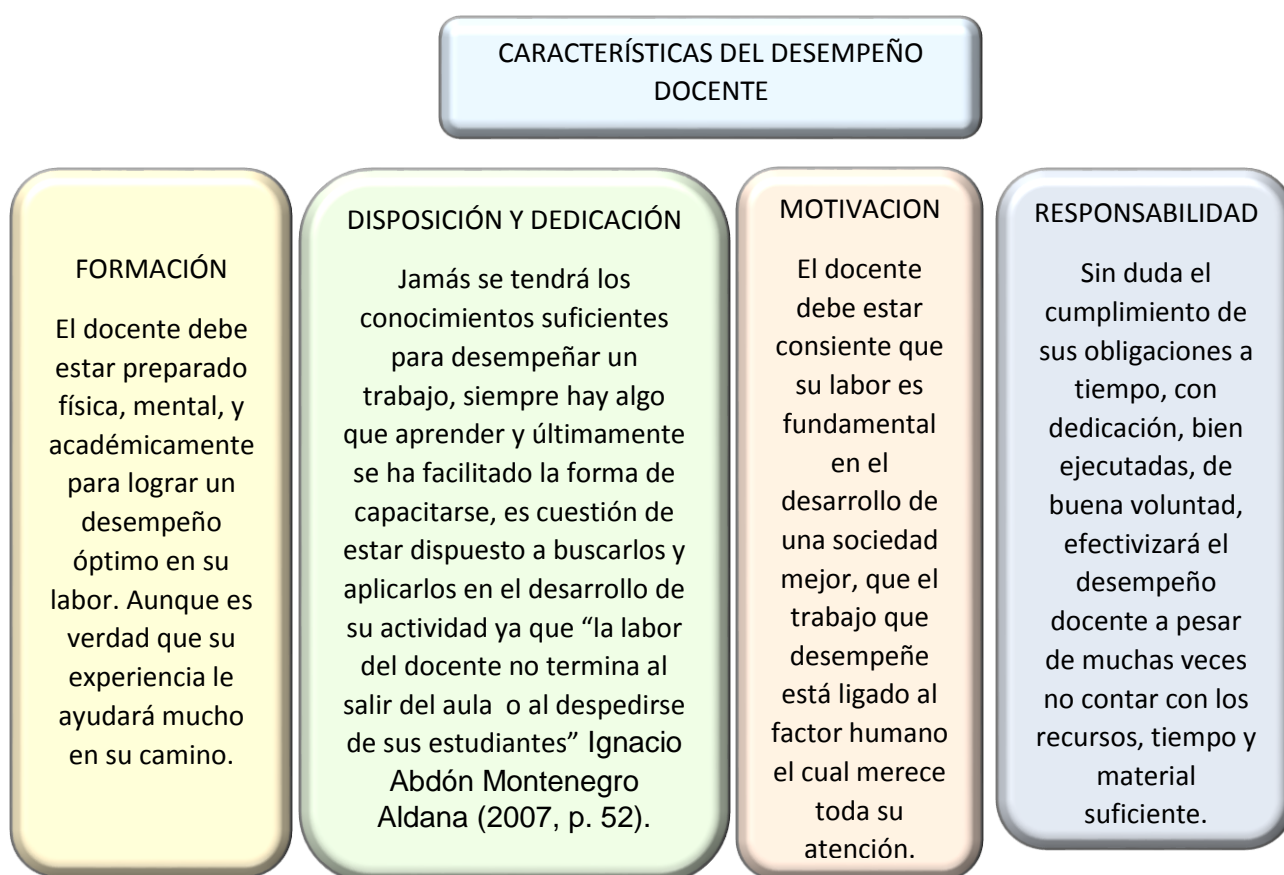 CARACTERÍSTICAS DEL DESEMPEÑO
DOCENTE
FORMACIÓN
El docente debe
estar preparado
física, mental, y
académicamente
para lograr un
desempeño
óptimo en su
labor. Aunque es
verdad que su
experiencia le
ayudará mucho
en su camino.
DISPOSICIÓN Y DEDICACIÓN
Jamás se tendrá los
conocimientos suficientes
para desempeñar un
trabajo, siempre hay algo
que aprender y últimamente
se ha facilitado la forma de
capacitarse, es cuestión de
estar dispuesto a buscarlos y
aplicarlos en el desarrollo de
su actividad ya que “la labor
del docente no termina al
salir del aula o al despedirse
de sus estudiantes” Ignacio
Abdón Montenegro
Aldana (2007, p. 52).
MOTIVACION
El docente
debe estar
consiente que
su labor es
fundamental
en el
desarrollo de
una sociedad
mejor, que el
trabajo que
desempeñe
está ligado al
factor humano
el cual merece
toda su
atención.
RESPONSABILIDAD
Sin duda el
cumplimiento de
sus obligaciones a
tiempo, con
dedicación, bien
ejecutadas, de
buena voluntad,
efectivizará el
desempeño
docente a pesar
de muchas veces
no contar con los
recursos, tiempo y
material
suficiente.